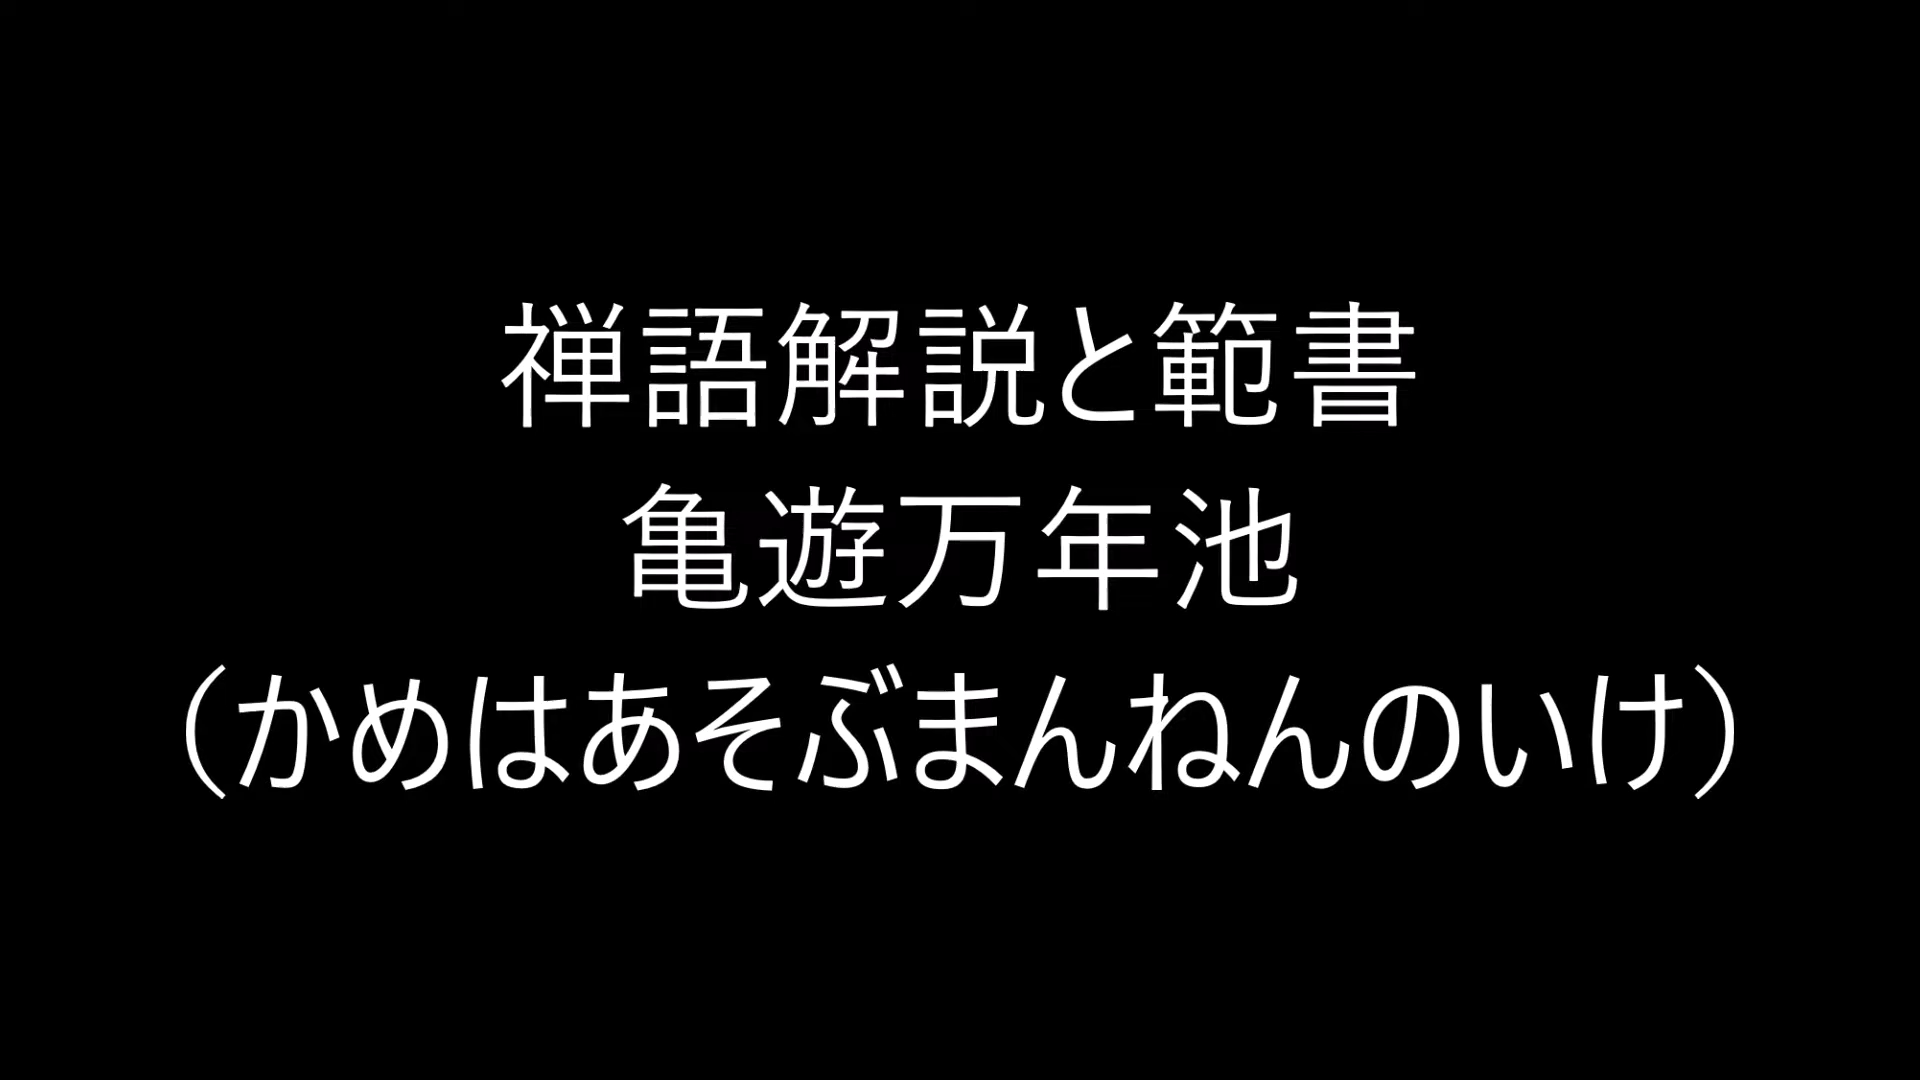 禅語解説と範書
亀遊万年池
（かめはあそぶまんねんのいけ）